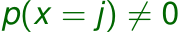 p(x = j) ≠ 0